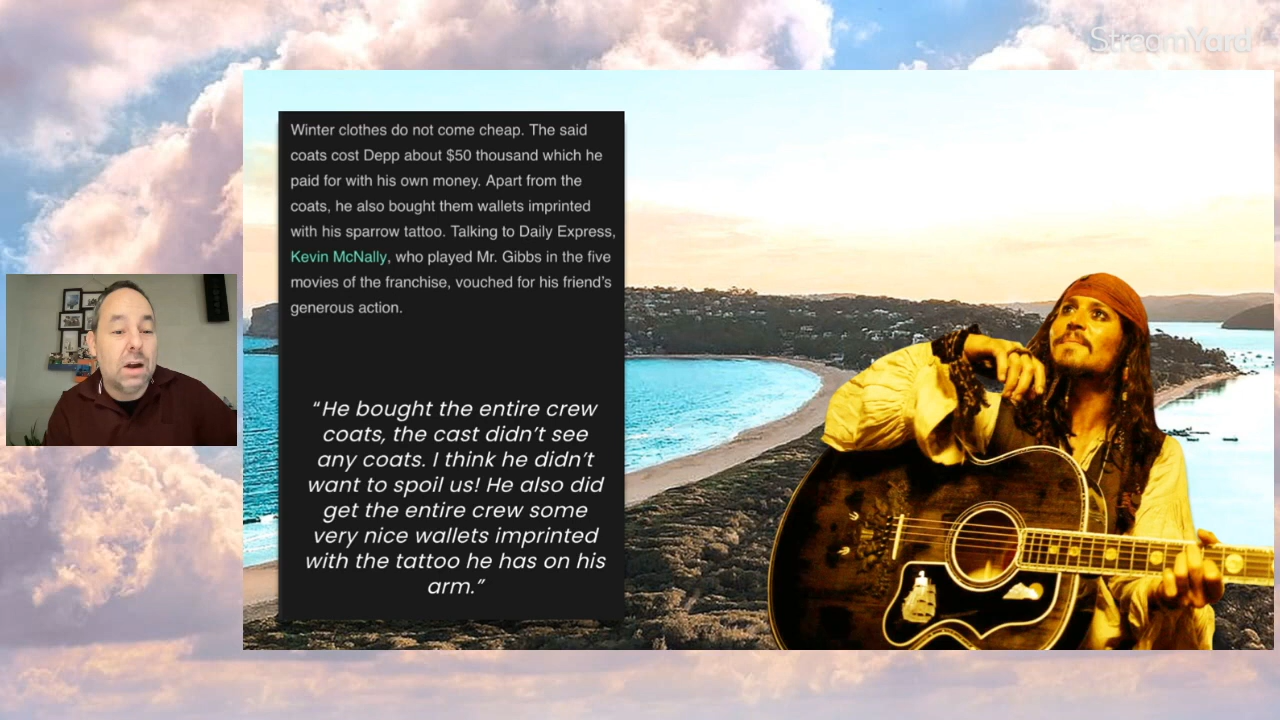 StreamYard
Winter clothes do not come cheap. The said
coats cost Depp about $50 thousand which he
paid for with his own money. Apart from the
coats, he also bought them wallets imprinted
with his sparrow tattoo. Talking to Daily Express,
Kevin McNally, who played Mr. Gibbs in the five
movies of the franchise, vouched for his friend’s
generous action.
“He bought the entire crew
coats, the cast didn’t see
any coats. I think he didn’t
want to spoil us! He also did
get the entire crew some
very nice wallets imprinted
with the tattoo he has on his
arm.”